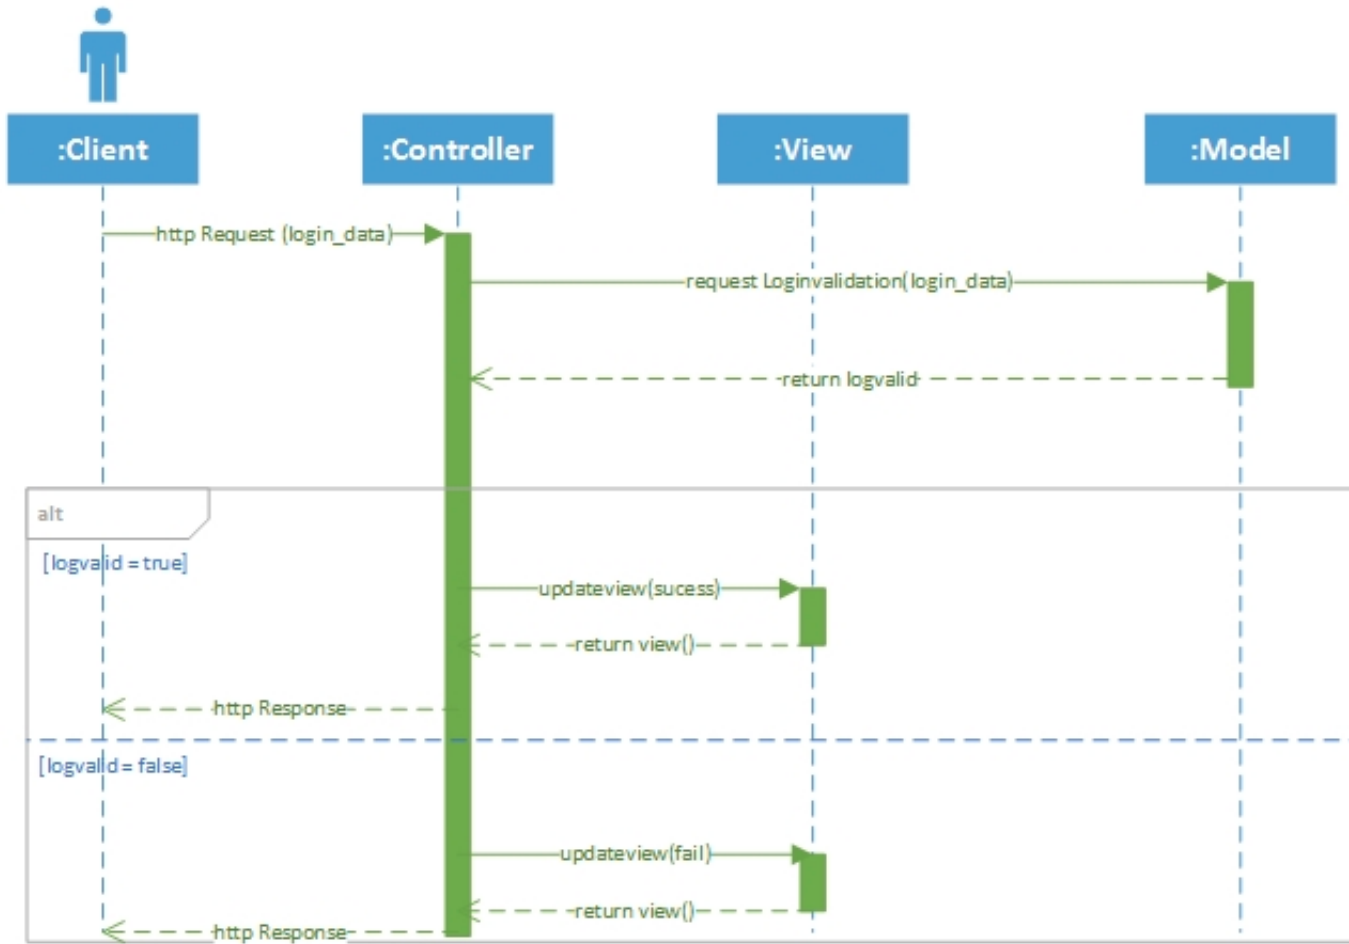 :Client
:Controller
:View
:Model
http Request (login_data)
request Loginvalidation(login_data)
return logvalid
alt
[logvalid = true]
updateview(sucess)
return view()
http Response
[logvalid = false]
updateview(fail)
return view()
http Response